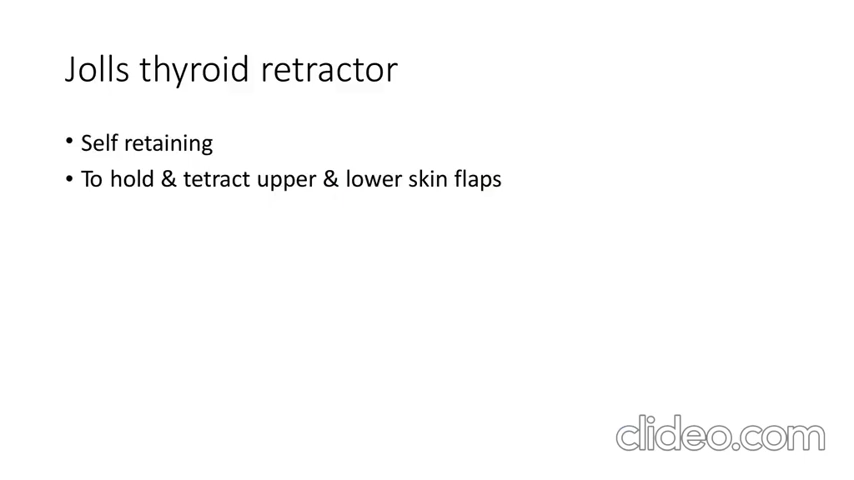 Jolls thyroid retractor
• Self retaining
• To hold & tetract upper & lower skin flaps
clideo.com